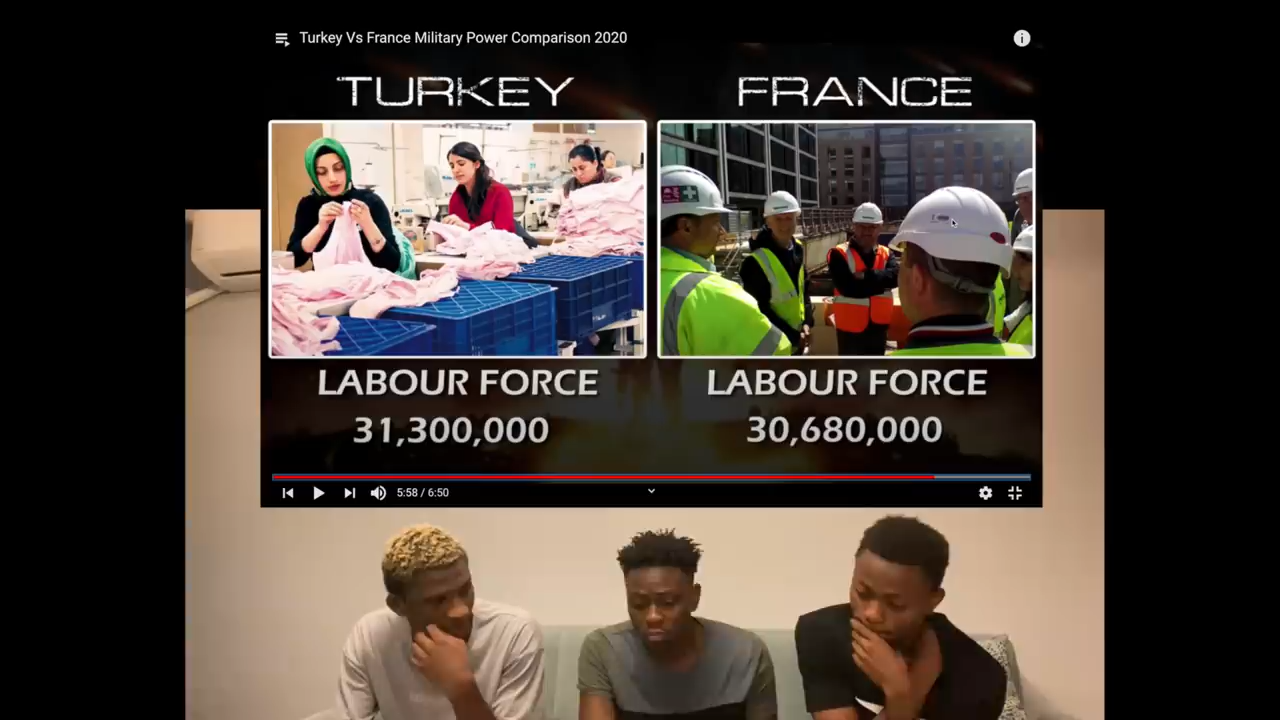 Turkey Vs France Military Power Comparison 2020
TURKEY
FRANCE
LABOUR FORCE
31,300,000
LABOUR FORCE
30,680,000
5:58 / 6:50